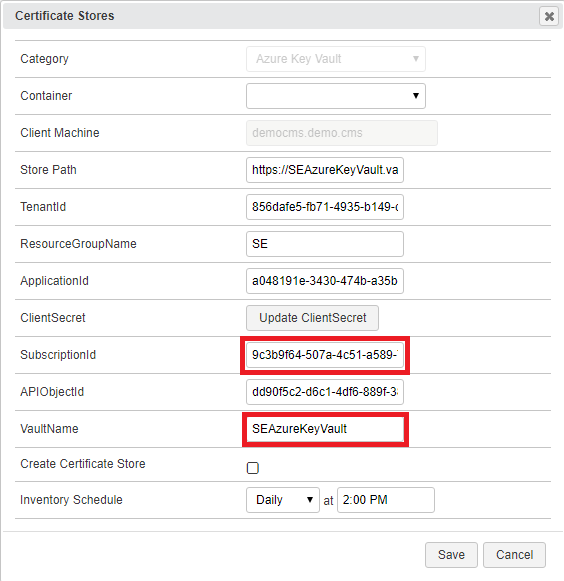 Certificate Stores
Category Azure Key Vault
Container
Client Machine democms.demo.cms
Store Path https://SEAzureKeyVault.va
TenantId 856dafe5-fb71-4935-b149-c
ResourceGroupName SE
ApplicationId a048191e-3430-474b-a35b
ClientSecret Update ClientSecret
SubscriptionId 9c3b9f64-507a-4c51-a589-
APIObjectId dd90f5c2-d6c1-4df6-889f-3
VaultName SEAzureKeyVault
Create Certificate Store
Inventory Schedule Daily at 2:00 PM
Save Cancel